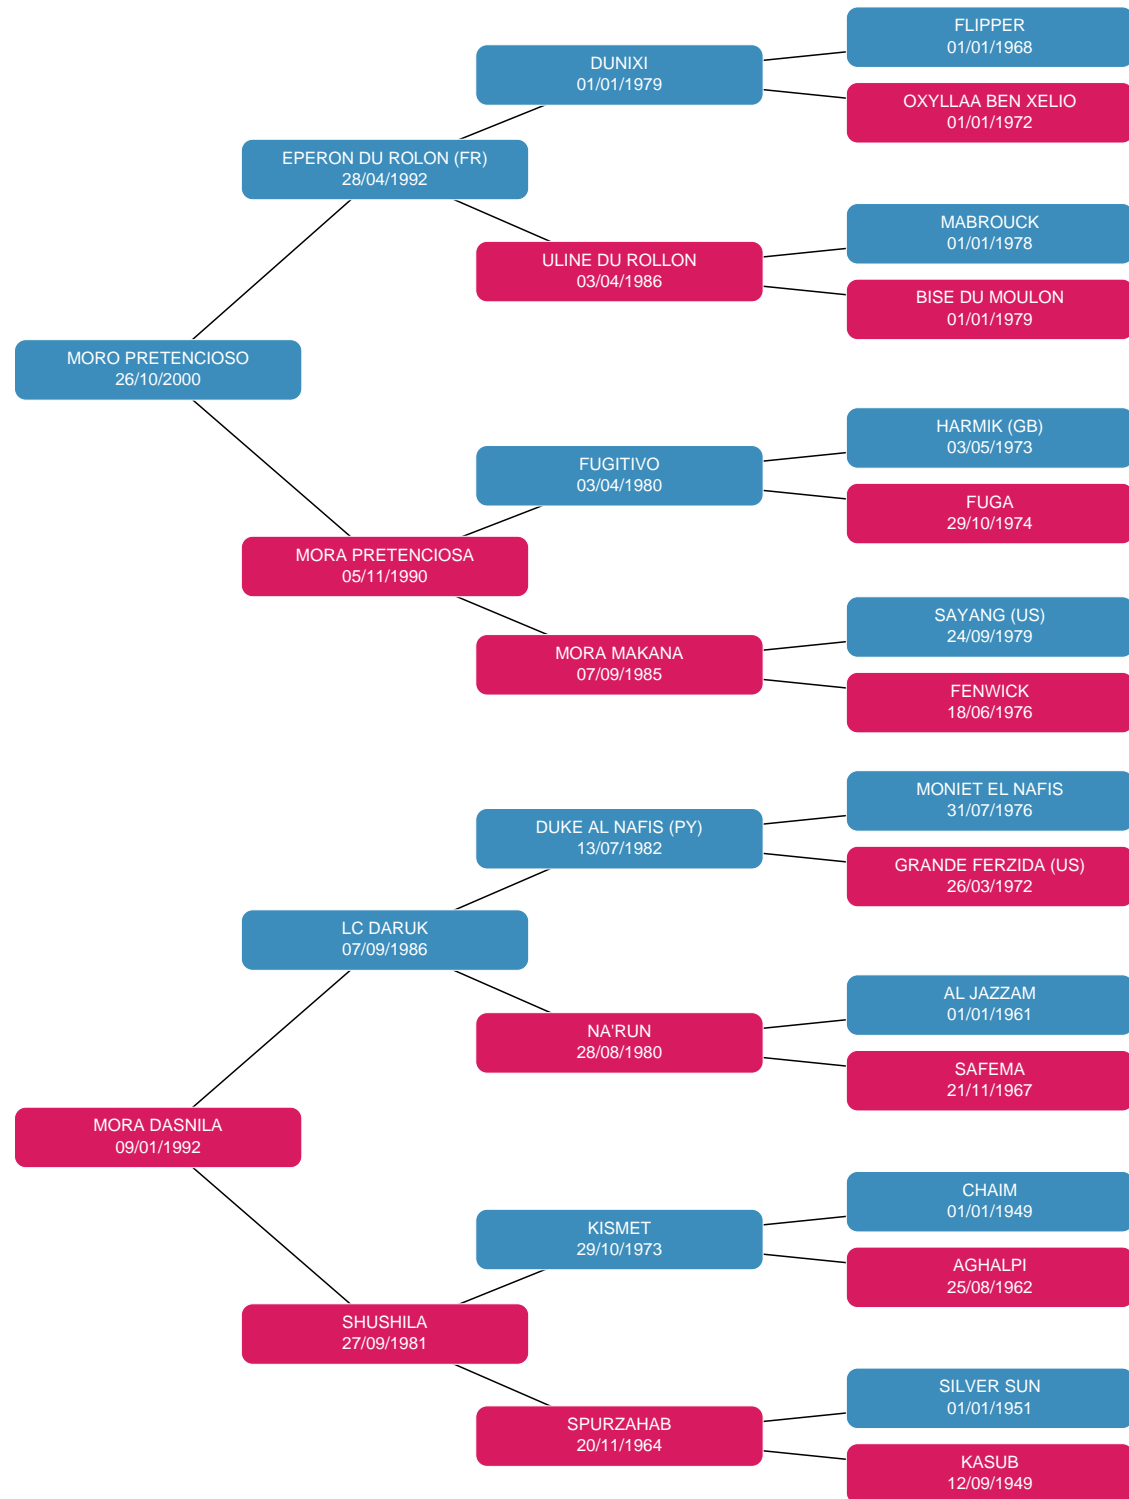 FLIPPER
01/01/1968
DUNIXI
01/01/1979
OXYLLAA BEN XELIO
01/01/1972
EPERON DU ROLON (FR)
28/04/1992
MABROUCK
01/01/1978
ULINE DU ROLLON
03/04/1986
BISE DU MOULON
01/01/1979
MORO PRETENCIOSO
26/10/2000
HARMIK (GB)
03/05/1973
FUGITIVO
03/04/1980
FUGA
29/10/1974
MORA PRETENCIOSA
05/11/1990
SAYANG (US)
24/09/1979
MORA MAKANA
07/09/1985
FENWICK
18/06/1976
MONIET EL NAFIS
31/07/1976
DUKE AL NAFIS (PY)
13/07/1982
GRANDE FERZIDA (US)
26/03/1972
LC DARUK
07/09/1986
AL JAZZAM
01/01/1961
NA'RUN
28/08/1980
SAFEMA
21/11/1967
MORA DASNILA
09/01/1992
CHAIM
01/01/1949
KISMET
29/10/1973
AGHALPI
25/08/1962
SHUSHILA
27/09/1981
SILVER SUN
01/01/1951
SPURZAHAB
20/11/1964
KASUB
12/09/1949